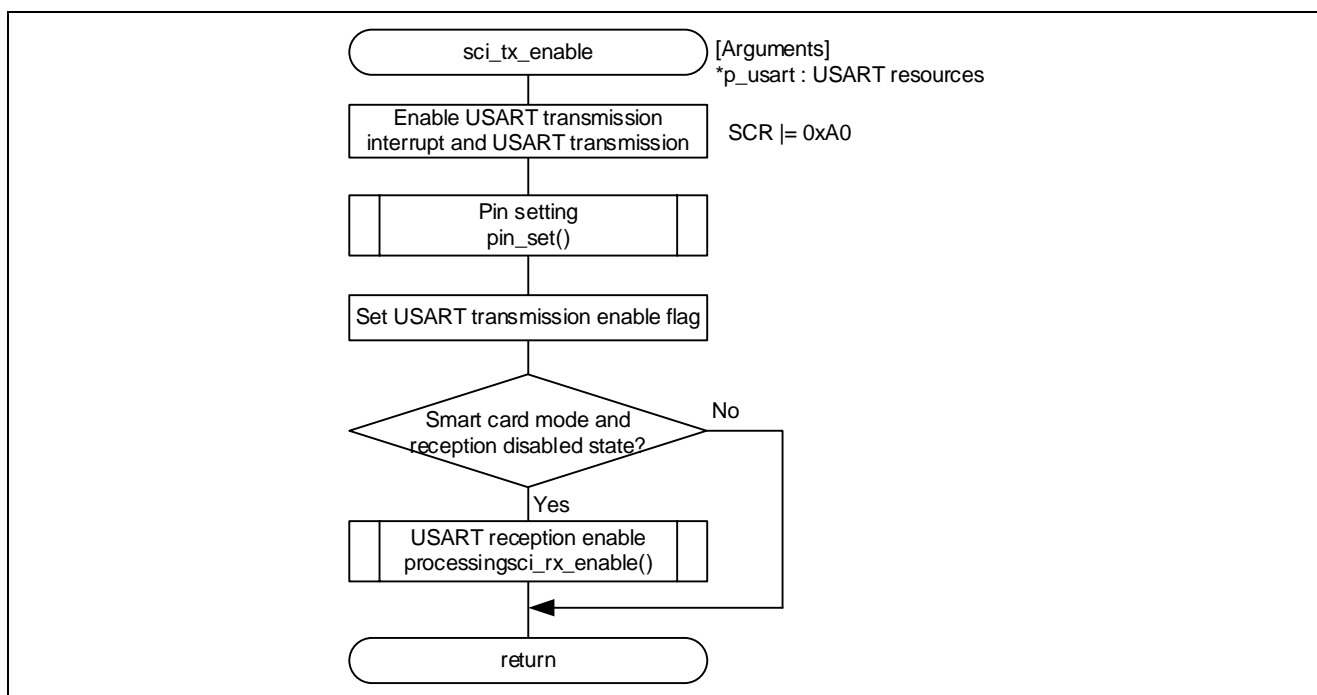 sci_tx_enable
[Arguments]
*p_usart : USART resources
Enable USART transmission
interrupt and USART transmission
SCR |= 0xA0
Pin setting
pin_set()
Set USART transmission enable flag
Smart card mode and
reception disabled state?
No
Yes
USART reception enable
processingsci_rx_enable()
return